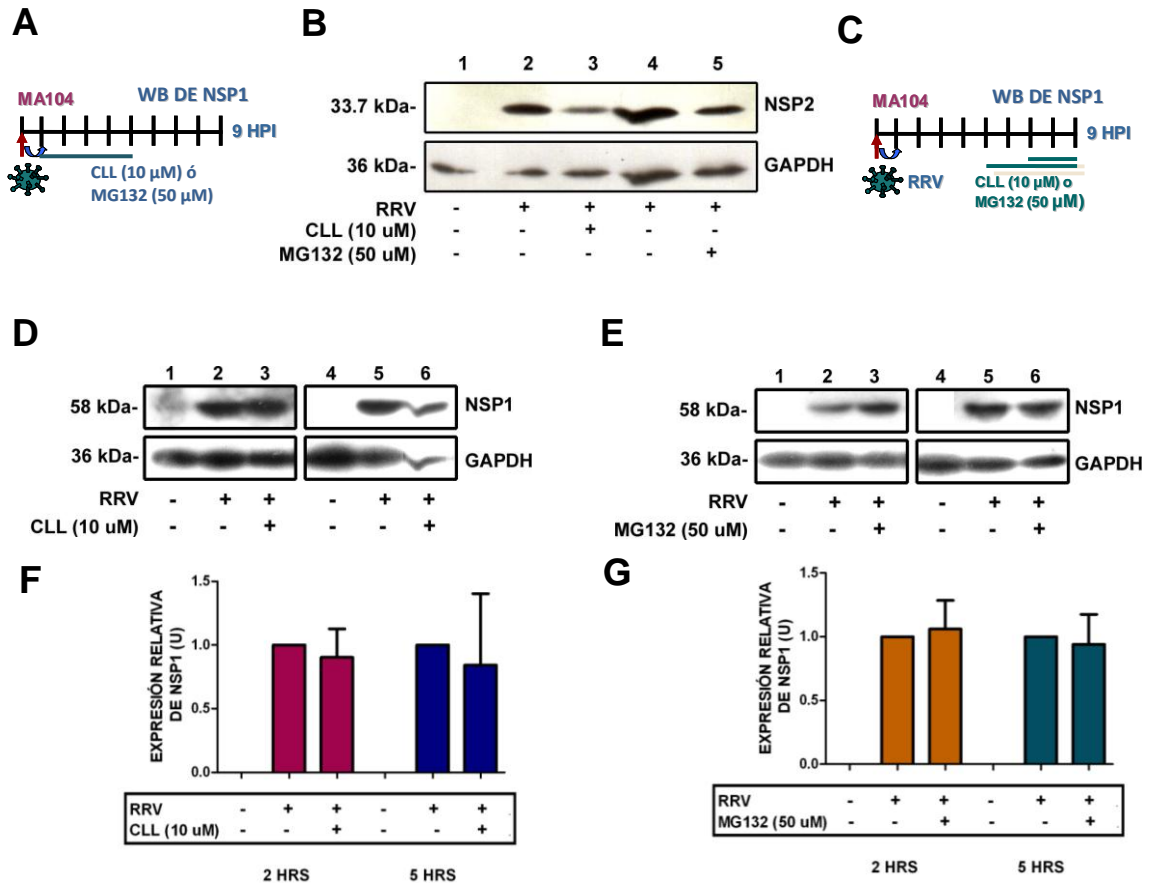 A
MA104
WB DE NSP1
9 HPI
CLL (10 µM) ó
MG132 (50 µM)
B
1 2 3 4 5
33.7 kDa-
NSP2
36 kDa-
GAPDH
RRV - + + + +
CLL (10 uM) - - + - -
MG132 (50 uM) - - - - +
C
MA104
WB DE NSP1
9 HPI
RRV
CLL (10 µM) o
MG132 (50 µM)
D
1 2 3 4 5 6
58 kDa-
NSP1
36 kDa-
GAPDH
RRV - + + - + +
CLL (10 uM) - - + - - +
E
1 2 3 4 5 6
58 kDa-
NSP1
36 kDa-
GAPDH
RRV - + + - + +
MG132 (50 uM) - - + - - +
F
EXPRESIÓN RELATIVA
DE NSP1 (U)
1.5
1.0
0.5
0.0
RRV - + + - + +
CLL (10 uM) - - + - - +
2 HRS 5 HRS
G
EXPRESIÓN RELATIVA
DE NSP1 (U)
1.5
1.0
0.5
0.0
RRV - + + - + +
MG132 (50 uM) - - + - - +
2 HRS 5 HRS